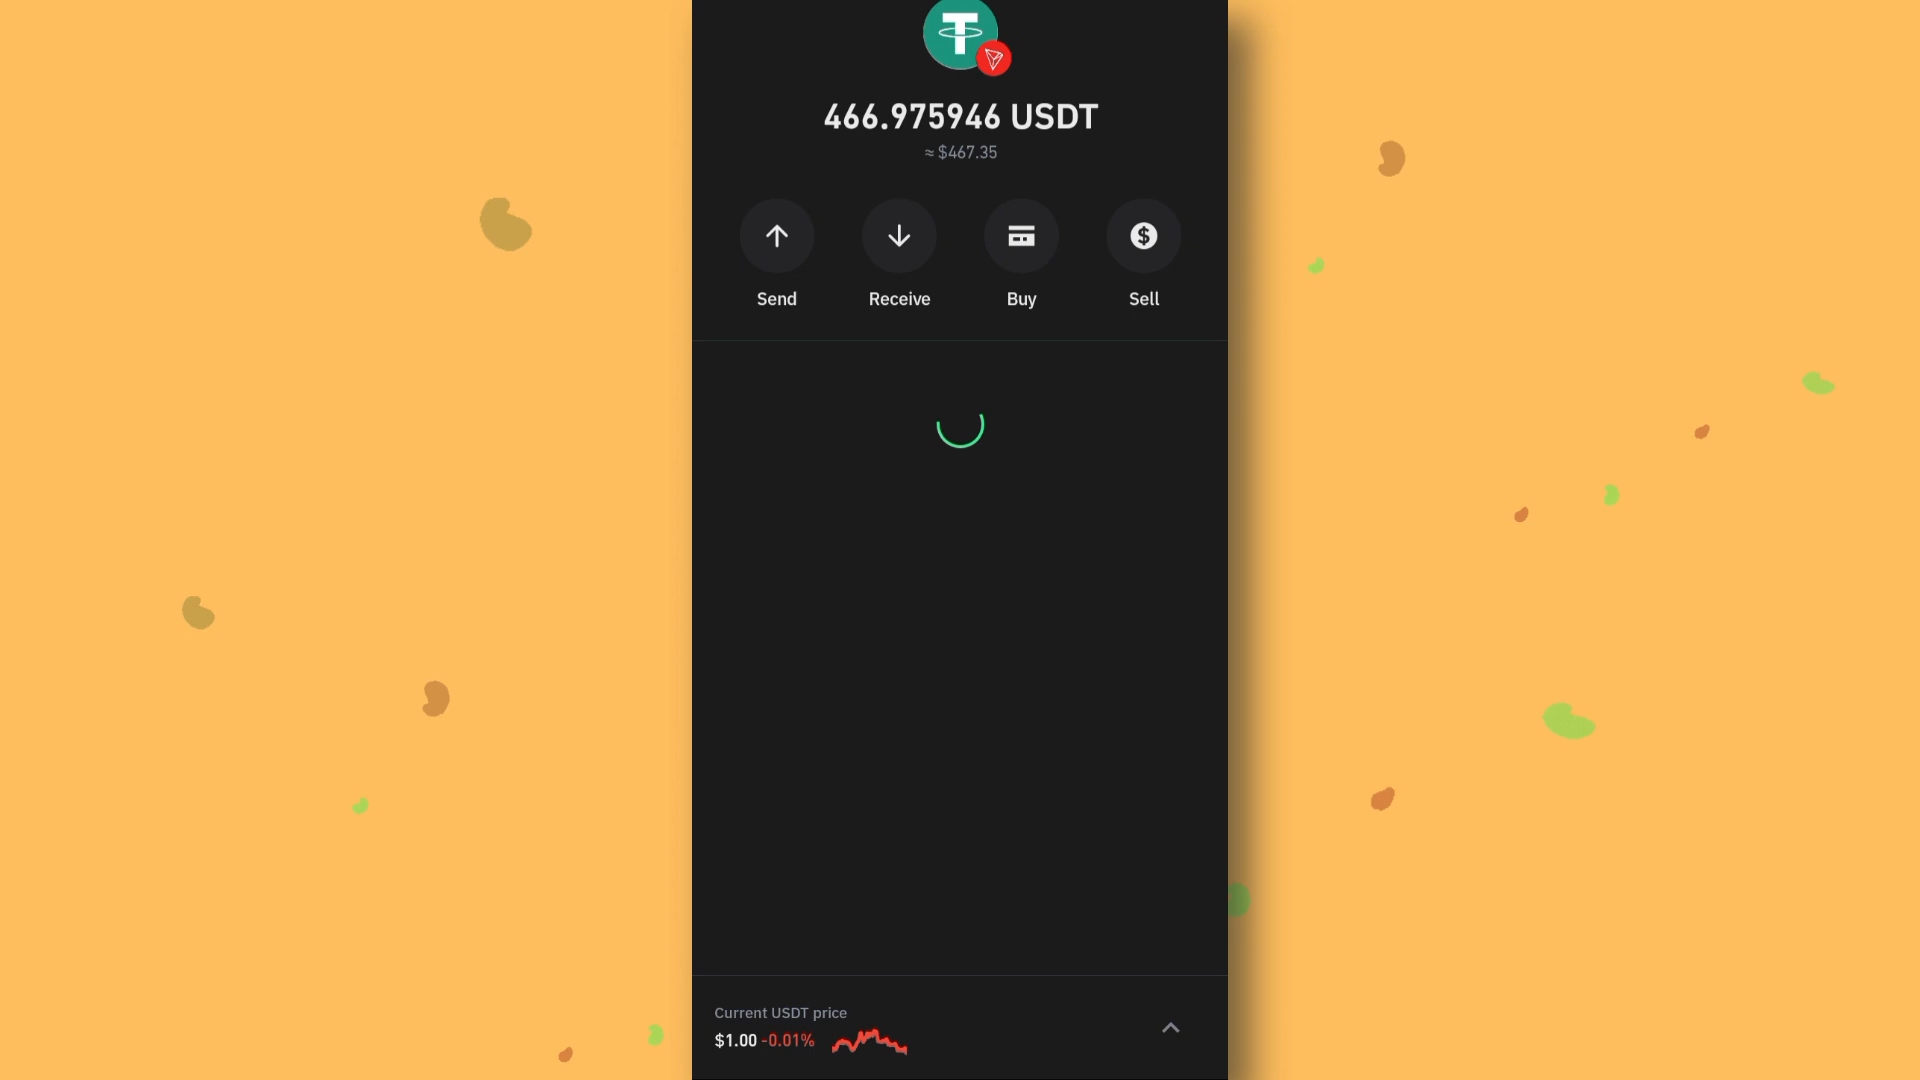 466.975946 USDT
≈ $467.35
Send Receive Buy Sell
Current USDT price
$1.00 -0.01%